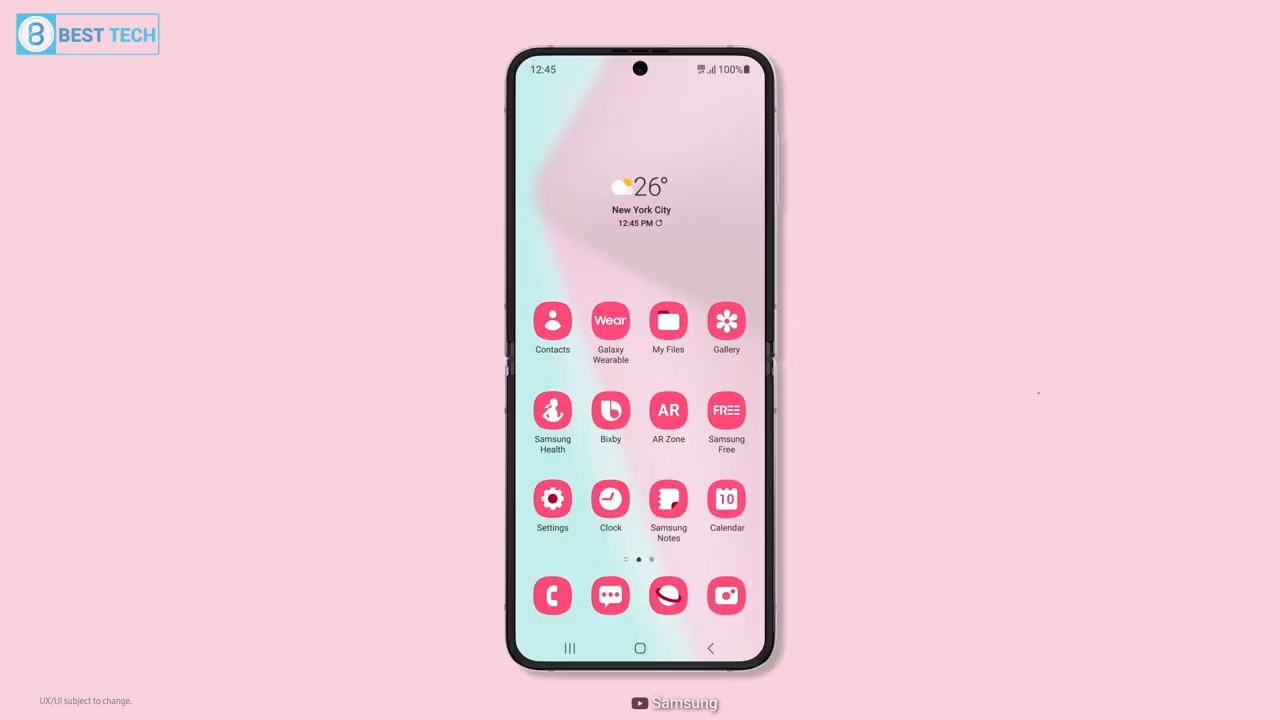 BEST TECH
12:45
100%
26°
New York City
12:45 PM
Wear
Contacts
Galaxy
Wearable
My Files
Gallery
AR
FREE
Samsung
Health
Bixby
AR Zone
Samsung
Free
10
Settings
Clock
Samsung
Notes
Calendar
UX/UI subject to change.
Samsung